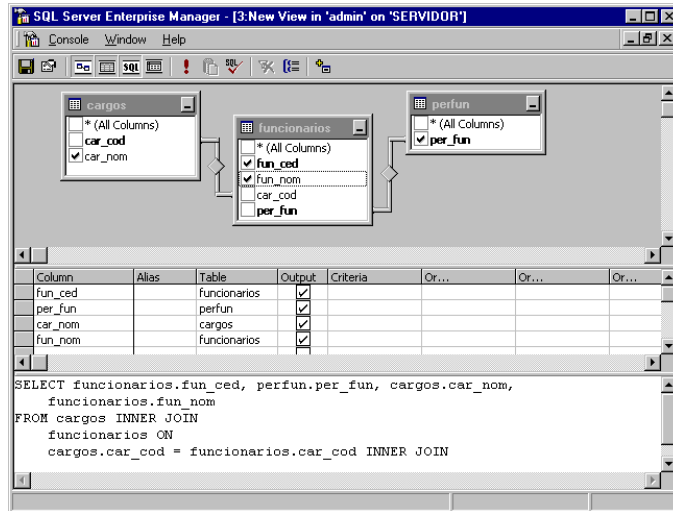 SQL Server Enterprise Manager - [3:New View in 'admin' on 'SERVIDOR']
Console Window Help
SQL SQL
cargos
* (All Columns)
car_cod
car_nom
funcionarios
* (All Columns)
fun_ced
fun_nom
car_cod
per_fun
perfun
* (All Columns)
per_fun
Column Alias Table Output Criteria Or... Or... Or...
fun_ced funcionarios
per_fun perfun
car_nom cargos
fun_nom funcionarios
SELECT funcionarios.fun_ced, perfun.per_fun, cargos.car_nom,
funcionarios.fun_nom
FROM cargos INNER JOIN
funcionarios ON
cargos.car_cod = funcionarios.car_cod INNER JOIN